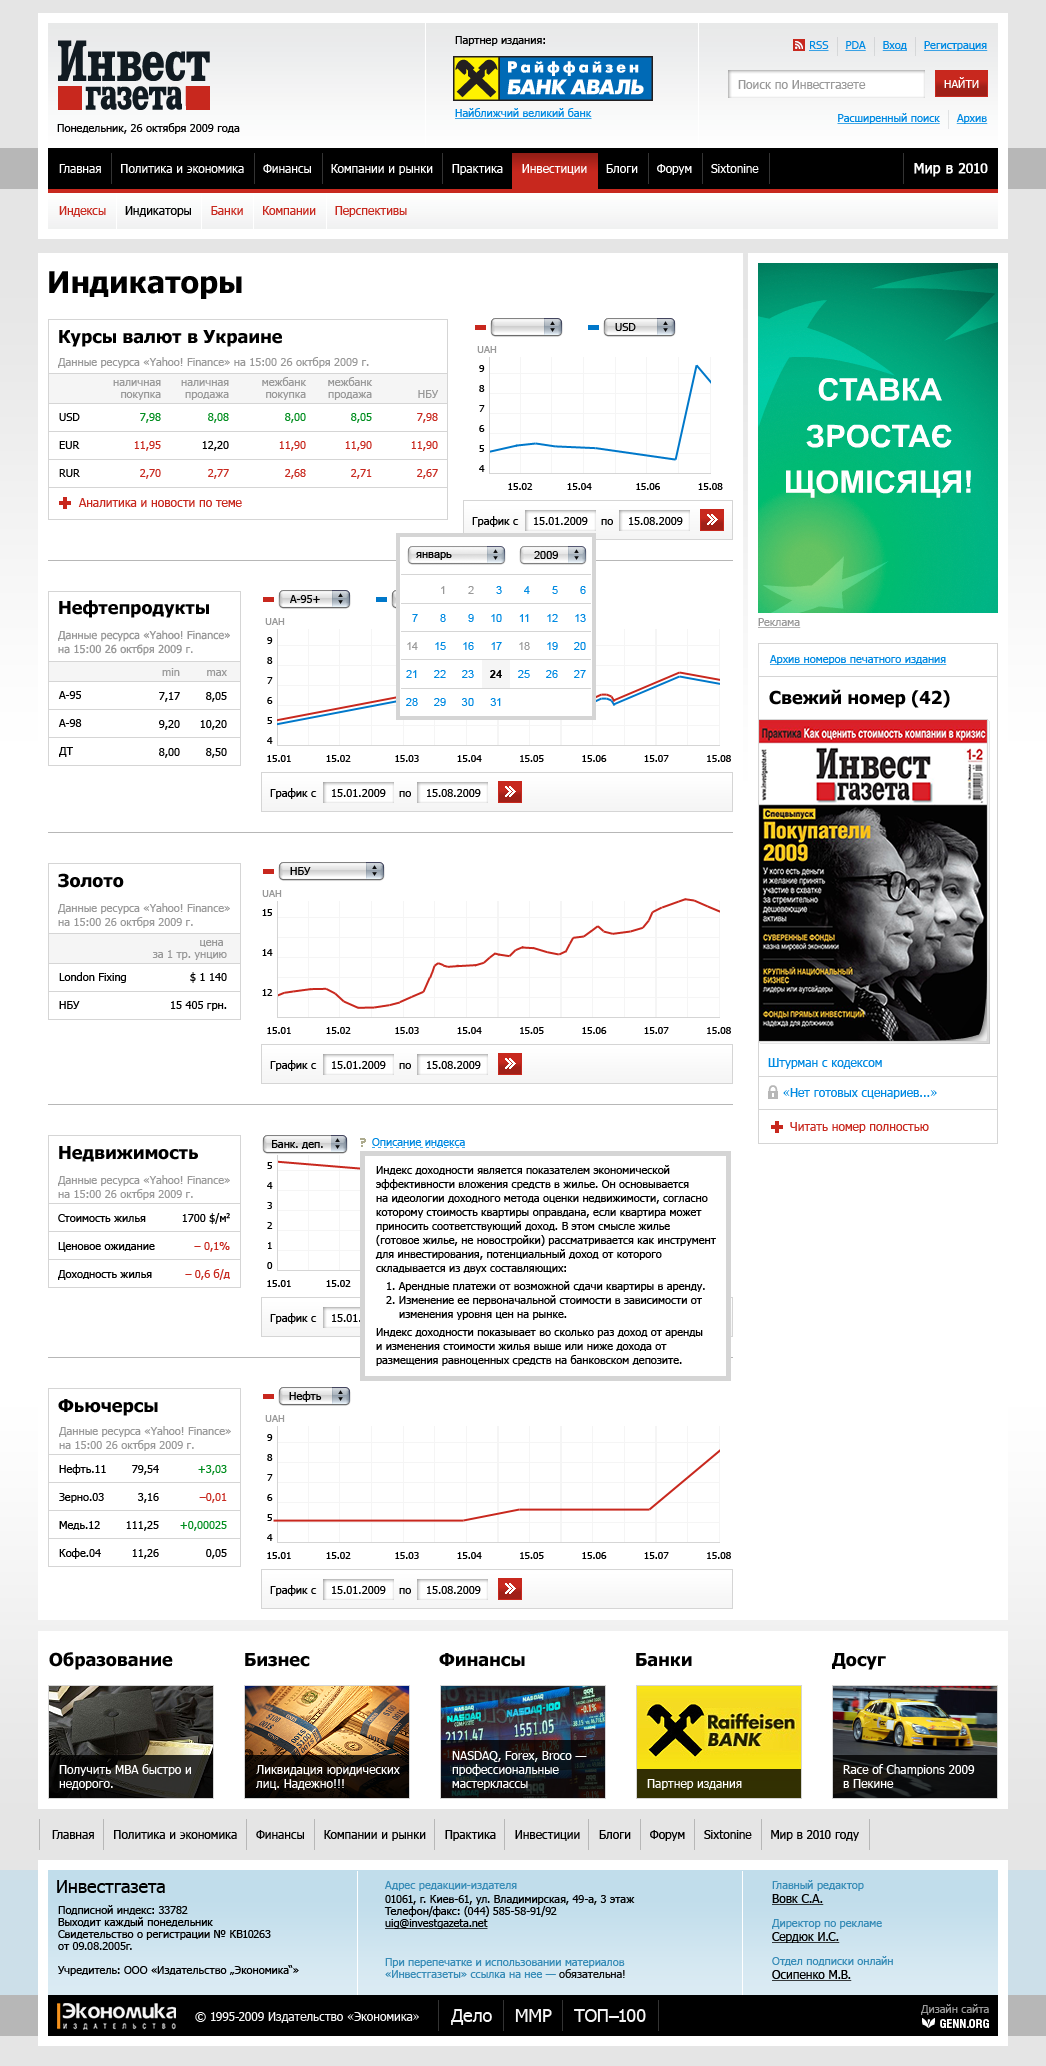 Инвест
газета
Понедельник, 26 октября 2009 года
Партнер издания:
Райффайзен
БАНК АВАЛЬ
Найближчий великий банк
RSS PDA Вход Регистрация
Поиск по Инвестгазете НАЙТИ
Расширенный поиск Архив
Главная Политика и экономика Финансы Компании и рынки Практика Инвестиции Блоги Форум Sixtonine Мир в 2010
Индексы Индикаторы Банки Компании Перспективы
Индикаторы
Курсы валют в Украине
Данные ресурса «Yahoo! Finance» на 15:00 26 октбря 2009 г.
наличная покупка наличная продажа межбанк покупка межбанк продажа НБУ
USD 7,98 8,08 8,00 8,05 7,98
EUR 11,95 12,20 11,90 11,90 11,90
RUR 2,70 2,77 2,68 2,71 2,67
Аналитика и новости по теме
USD
UAH
9
8
7
6
5
4
15.02 15.04 15.06 15.08
График с 15.01.2009 по 15.08.2009
январь 2009
1 2 3 4 5 6
7 8 9 10 11 12 13
14 15 16 17 18 19 20
21 22 23 24 25 26 27
28 29 30 31
Нефтепродукты
Данные ресурса «Yahoo! Finance»
на 15:00 26 октбря 2009 г.
min max
А-95 7,17 8,05
А-98 9,20 10,20
ДТ 8,00 8,50
А-95+
UAH
9
8
7
6
5
4
15.01 15.02 15.03 15.04 15.05 15.06 15.07 15.08
График с 15.01.2009 по 15.08.2009
Золото
Данные ресурса «Yahoo! Finance»
на 15:00 26 октбря 2009 г.
цена
за 1 тр. унцию
London Fixing $ 1 140
НБУ 15 405 грн.
НБУ
UAH
15
14
12
15.01 15.02 15.03 15.04 15.05 15.06 15.07 15.08
График с 15.01.2009 по 15.08.2009
Недвижимость
Данные ресурса «Yahoo! Finance»
на 15:00 26 октбря 2009 г.
Стоимость жилья 1700 $/м²
Ценовое ожидание – 0,1%
Доходность жилья – 0,6 б/д
Банк. деп. ? Описание индекса
5
4
3
2
1
0
15.01 15.02
График с 15.01.
Индекс доходности является показателем экономической
эффективности вложения средств в жилье. Он основывается
на идеологии доходного метода оценки недвижимости, согласно
которому стоимость квартиры оправдана, если квартира может
приносить соответствующий доход. В этом смысле жилье
(готовое жилье, не новостройки) рассматривается как инструмент
для инвестирования, потенциальный доход от которого
складывается из двух составляющих:
1. Арендные платежи от возможной сдачи квартиры в аренду.
2. Изменение ее первоначальной стоимости в зависимости от
изменения уровня цен на рынке.
Индекс доходности показывает во сколько раз доход от аренды
и изменения стоимости жилья выше или ниже дохода от
размещения равноценных средств на банковском депозите.
Фьючерсы
Данные ресурса «Yahoo! Finance»
на 15:00 26 октбря 2009 г.
Нефть.11 79,54 +3,03
Зерно.03 3,16 –0,01
Медь.12 111,25 +0,00025
Кофе.04 11,26 0,05
Нефть
UAH
9
8
7
6
5
4
15.01 15.02 15.03 15.04 15.05 15.06 15.07 15.08
График с 15.01.2009 по 15.08.2009
СТАВКА
ЗРОСТАЄ
ЩОМІСЯЦЯ!
Реклама
Архив номеров печатного издания
Свежий номер (42)
Практика Как оценить стоимость компании в кризис
www.investgazeta.net
Инвест
газета
1-2
Спецвыпуск
Покупатели
2009
У кого есть деньги
и желание принять
участие в схватке
за стремительно
дешевеющие
активы
СУВЕРЕННЫЕ ФОНДЫ
казна мировой экономики
КРУПНЫЙ НАЦИОНАЛЬНЫЙ
БИЗНЕС
лидеры или аутсайдеры
ФОНДЫ ПРЯМЫХ ИНВЕСТИЦИЙ
надежда для должников
Штурман с кодексом
«Нет готовых сценариев...»
Читать номер полностью
Образование Бизнес Финансы Банки Досуг
Получить МВА быстро и
недорого.
Ликвидация юридических
лиц. Надежно!!!
NASDAQ
NASDAQ-100
2121.47 1551.05
NASDAQ, Forex, Broco —
профессиональные
мастерклассы
Raiffeisen
BANK
Партнер издания
Race of Champions 2009
в Пекине
Главная Политика и экономика Финансы Компании и рынки Практика Инвестиции Блоги Форум Sixtonine Мир в 2010 году
Инвестгазета
Подписной индекс: 33782
Выходит каждый понедельник
Свидетельство о регистрации № КВ10263
от 09.08.2005г.
Учредитель: ООО «Издательство „Экономика“»
Адрес редакции-издателя
01061, г. Киев-61, ул. Владимирская, 49-а, 3 этаж
Телефон/факс: (044) 585-58-91/92
uig@investgazeta.net
При перепечатке и использовании материалов
«Инвестгазеты» ссылка на нее — обязательна!
Главный редактор
Вовк С.А.
Директор по рекламе
Сердюк И.С.
Отдел подписки онлайн
Осипенко М.В.
Экономика
ИЗДАТЕЛЬСТВО
© 1995-2009 Издательство «Экономика» Дело ММР ТОП–100
Дизайн сайта
GENN.ORG